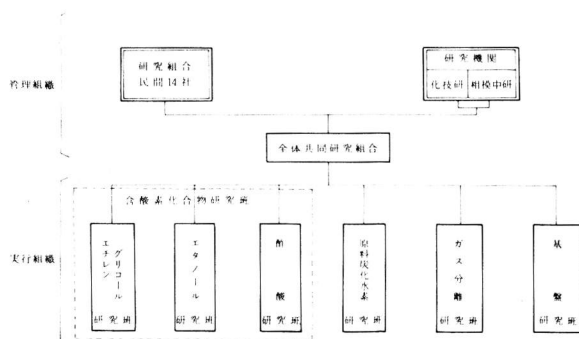 管理組織
研究組合
民間14社
研究機関
化技研
相模中研
全体共同研究組合
実行組織
含酸素化合物研究班
エチレン
グリコール
研究班
エタノール
研究班
酢酸
研究班
原料炭化水素
研究班
ガス分離
研究班
基盤
研究班